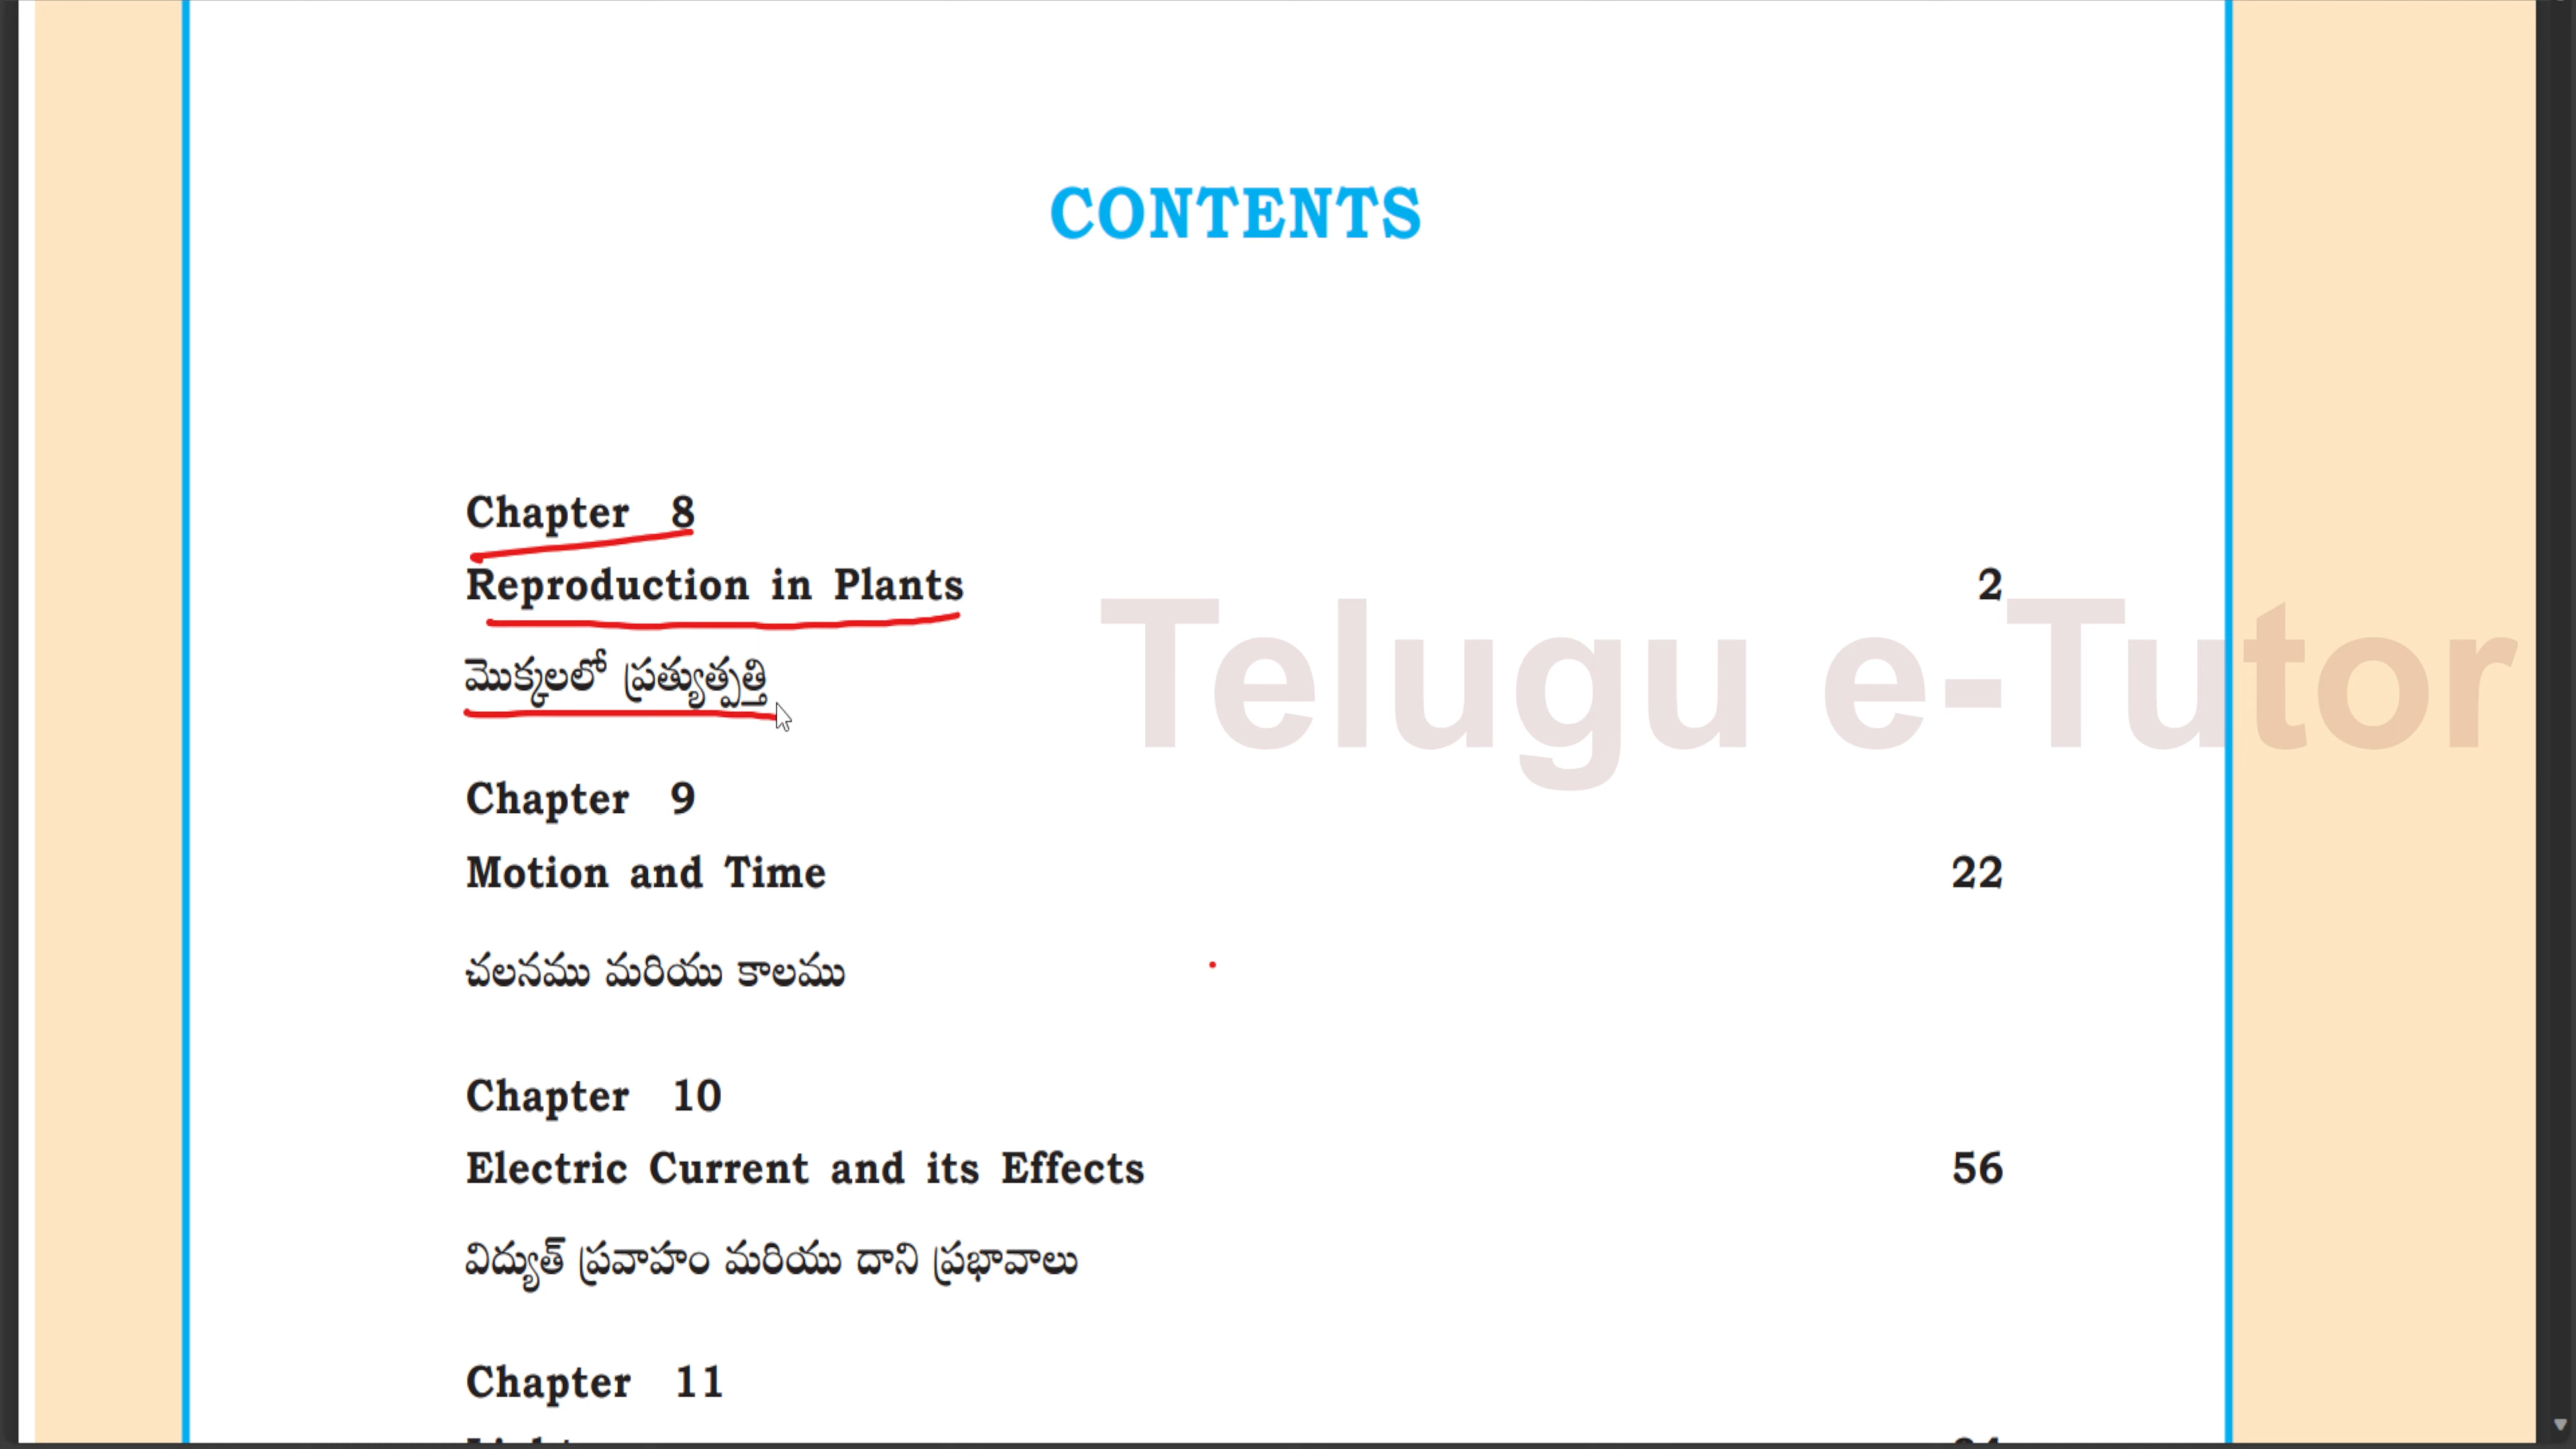 CONTENTS
Chapter 8
Reproduction in Plants 2
మొక్కలలో ప్రత్యుత్పత్తి
Telugu e-Tutor
Chapter 9
Motion and Time 22
చలనము మరియు కాలము
Chapter 10
Electric Current and its Effects 56
విద్యుత్ ప్రవాహం మరియు దాని ప్రభావాలు
Chapter 11